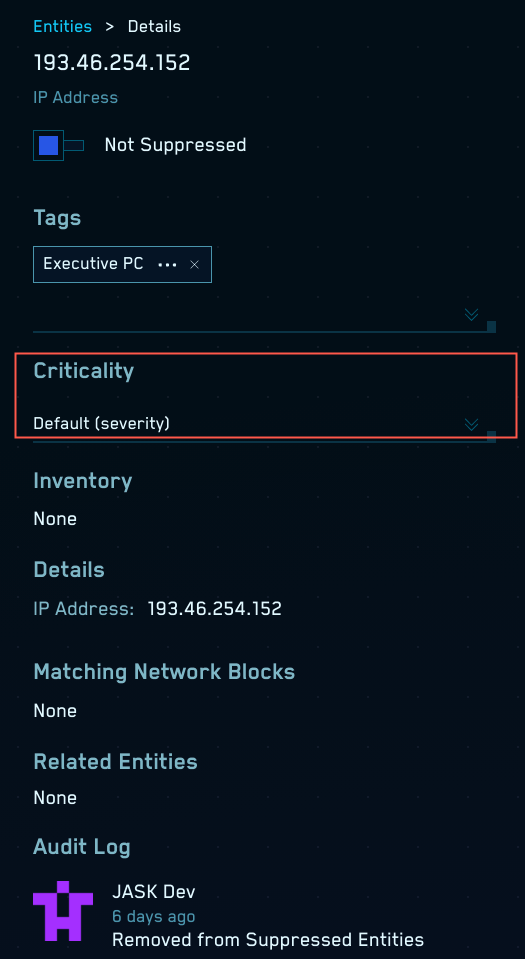 Entities > Details
193.46.254.152
IP Address
Not Suppressed
Tags
Executive PC ••• ×
Criticality
Default (severity)
Inventory
None
Details
IP Address: 193.46.254.152
Matching Network Blocks
None
Related Entities
None
Audit Log
JASK Dev
6 days ago
Removed from Suppressed Entities